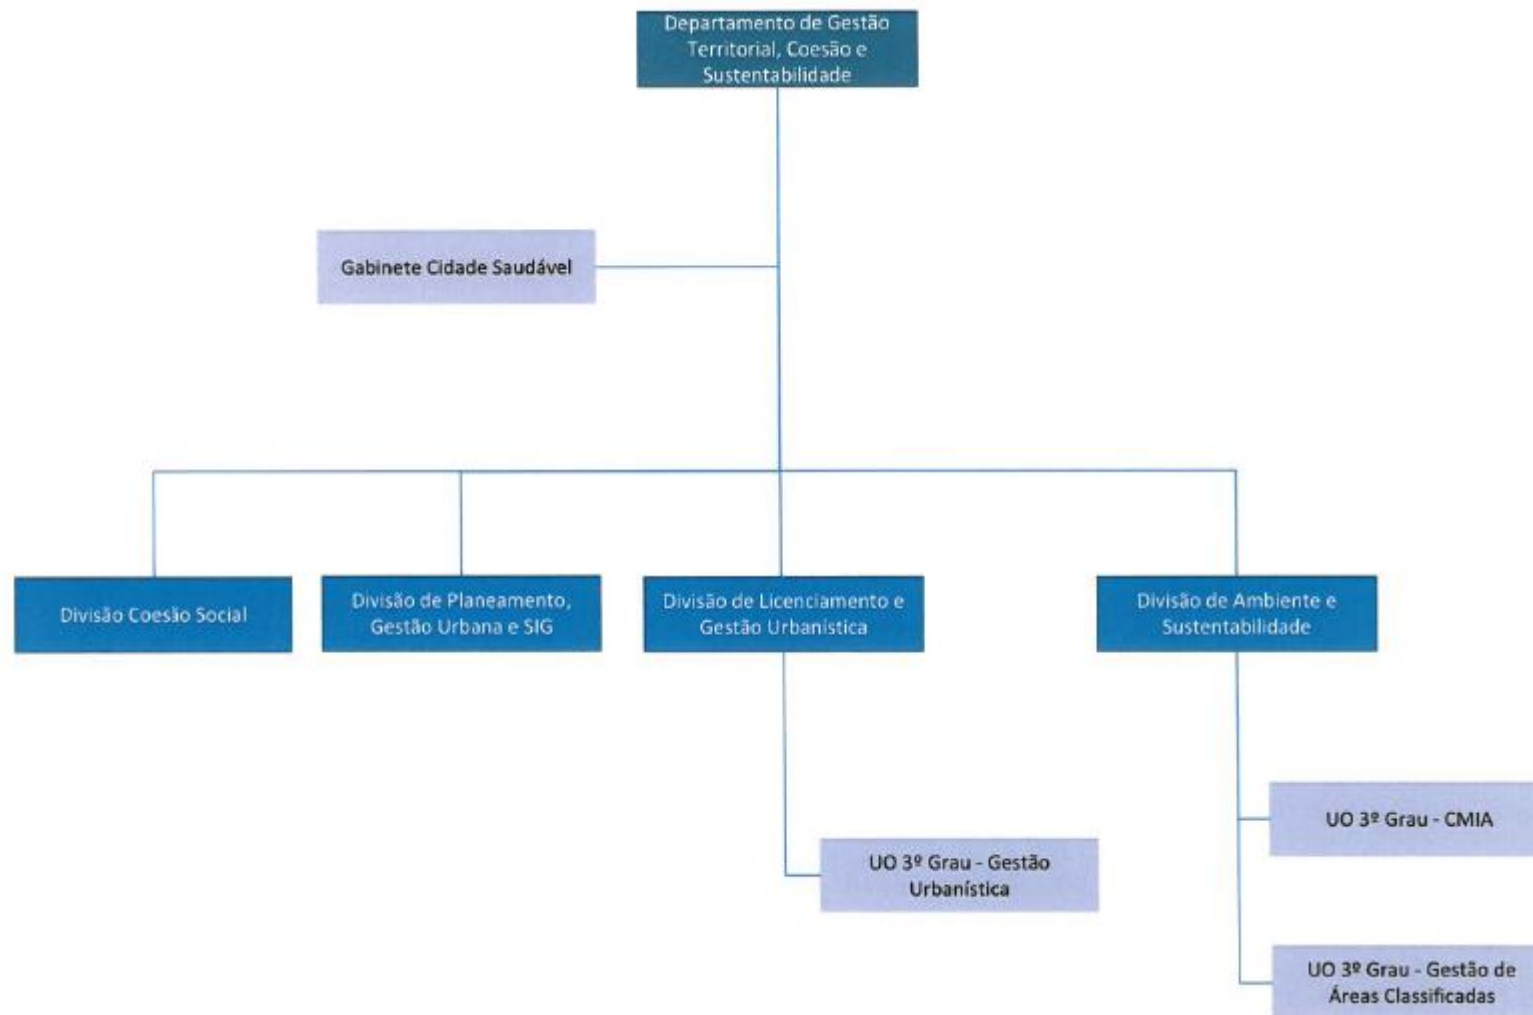 Departamento de Gestão
Territorial, Coesão e
Sustentabilidade
Gabinete Cidade Saudável
Divisão Coesão Social
Divisão de Planeamento,
Gestão Urbana e SIG
Divisão de Licenciamento e
Gestão Urbanística
Divisão de Ambiente e
Sustentabilidade
UO 3º Grau - CMIA
UO 3º Grau - Gestão
Urbanística
UO 3º Grau - Gestão de
Áreas Classificadas